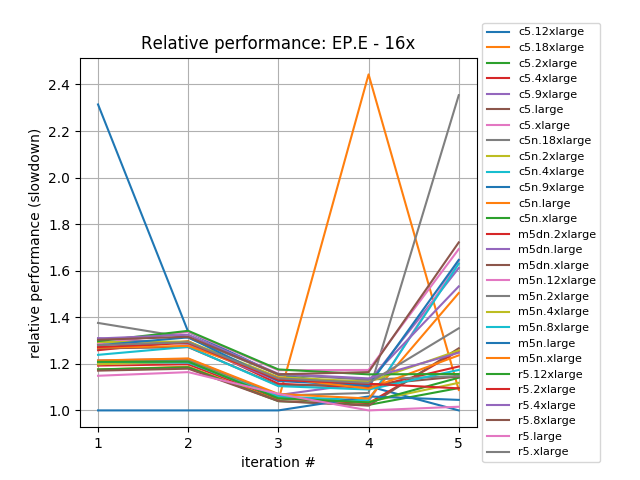 Relative performance: EP.E - 16x
relative performance (slowdown)
2.4
2.2
2.0
1.8
1.6
1.4
1.2
1.0
1 2 3 4 5
iteration #
c5.12xlarge
c5.18xlarge
c5.2xlarge
c5.4xlarge
c5.9xlarge
c5.large
c5.xlarge
c5n.18xlarge
c5n.2xlarge
c5n.4xlarge
c5n.9xlarge
c5n.large
c5n.xlarge
m5dn.2xlarge
m5dn.large
m5dn.xlarge
m5n.12xlarge
m5n.2xlarge
m5n.4xlarge
m5n.8xlarge
m5n.large
m5n.xlarge
r5.12xlarge
r5.2xlarge
r5.4xlarge
r5.8xlarge
r5.large
r5.xlarge